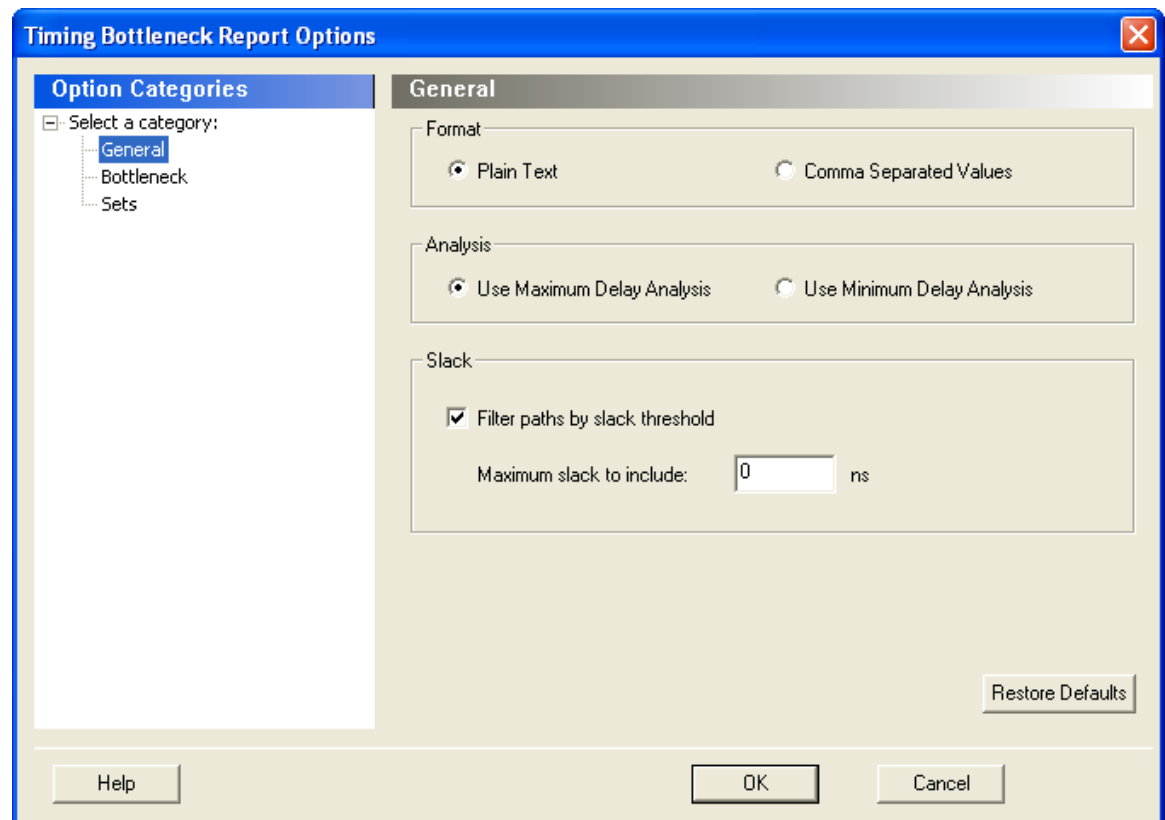 Timing Bottleneck Report Options
Option Categories
Select a category:
General
Bottleneck
Sets
General
Format
Plain Text
Comma Separated Values
Analysis
Use Maximum Delay Analysis
Use Minimum Delay Analysis
Slack
Filter paths by slack threshold
Maximum slack to include: 0 ns
Restore Defaults
Help
OK
Cancel